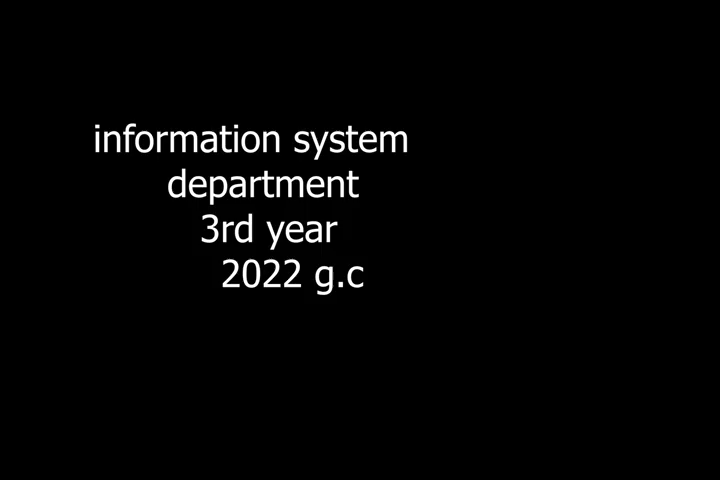 information system
department
3rd year
2022 g.c